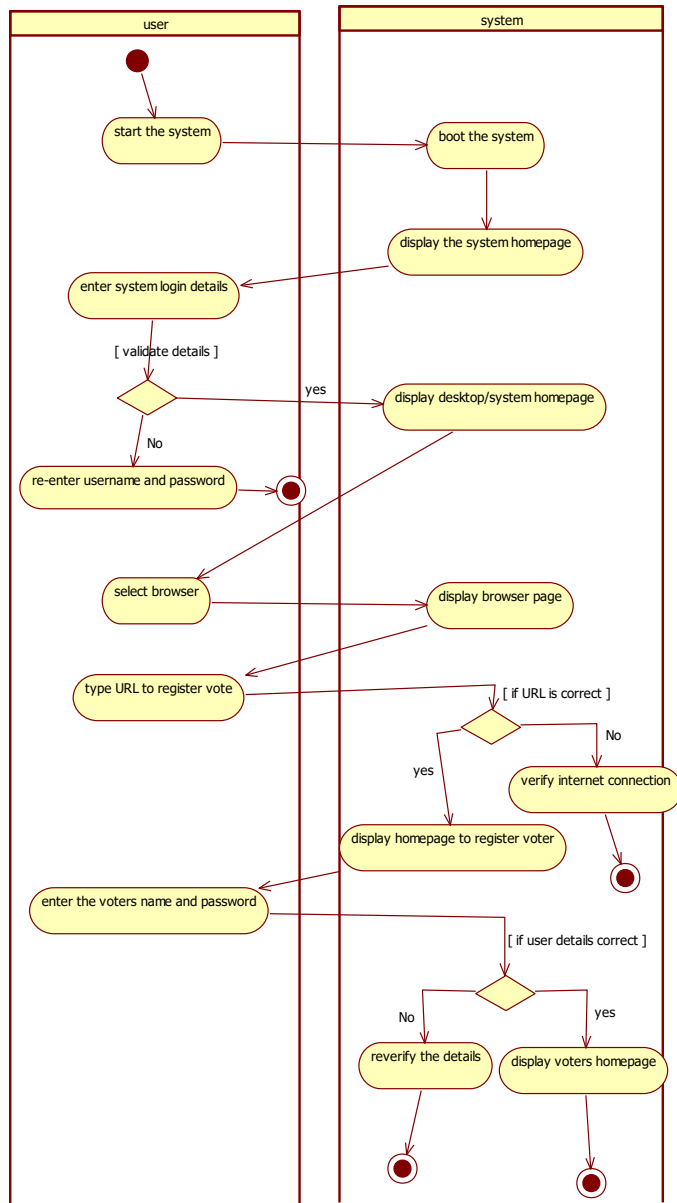 user
system
start the system
boot the system
display the system homepage
enter system login details
[ validate details ]
yes
display desktop/system homepage
No
re-enter username and password
select browser
display browser page
type URL to register vote
[ if URL is correct ]
No
yes
verify internet connection
display homepage to register voter
enter the voters name and password
[ if user details correct ]
No
yes
reverify the details
display voters homepage